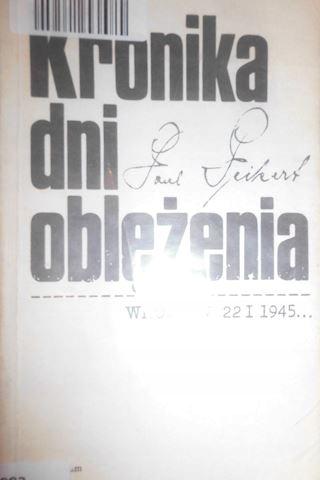 Kronika
dni
Paul Peikert
oblężenia
22 I 1945...